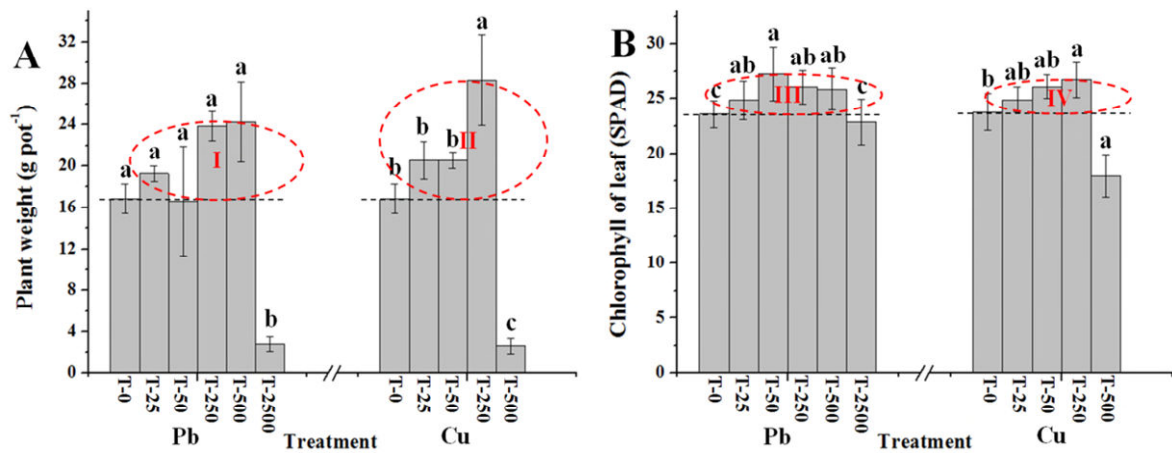 A
Plant weight (g pot-1)
32
28
24
20
16
12
8
4
0
a
a
a
a
a
b
I
b
b
b
a
c
II
T-0
T-25
T-50
T-250
T-500
T-2500
T-0
T-25
T-50
T-250
T-500
Pb
Treatment
Cu
B
Chlorophyll of leaf (SPAD)
30
25
20
15
10
5
0
c
ab
a
ab
ab
c
III
b
ab
ab
a
a
IV
T-0
T-25
T-50
T-250
T-500
T-2500
T-0
T-25
T-50
T-250
T-500
Pb
Treatment
Cu